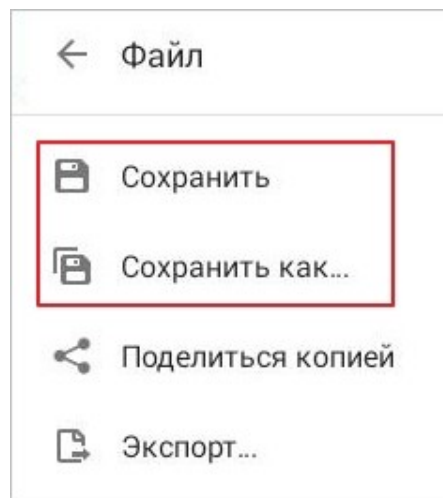 Файл
Сохранить
Сохранить как...
Поделиться копией
Экспорт...